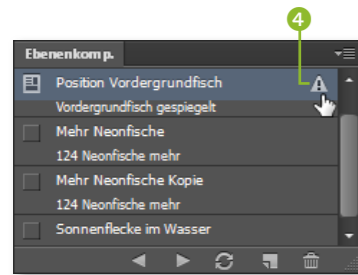 4
Ebenenkomp.
Position Vordergrundfisch
Vordergrundfisch gespiegelt
Mehr Neonfische
124 Neonfische mehr
Mehr Neonfische Kopie
124 Neonfische mehr
Sonnenflecke im Wasser